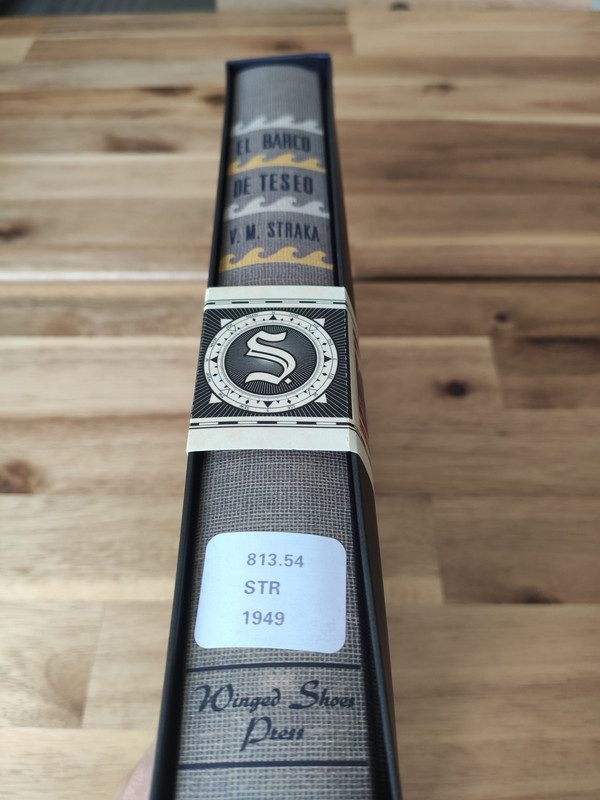 EL BARCO
DE TESEO
V. M. STRAKA
S.
813.54
STR
1949
Winged Shoes
Press